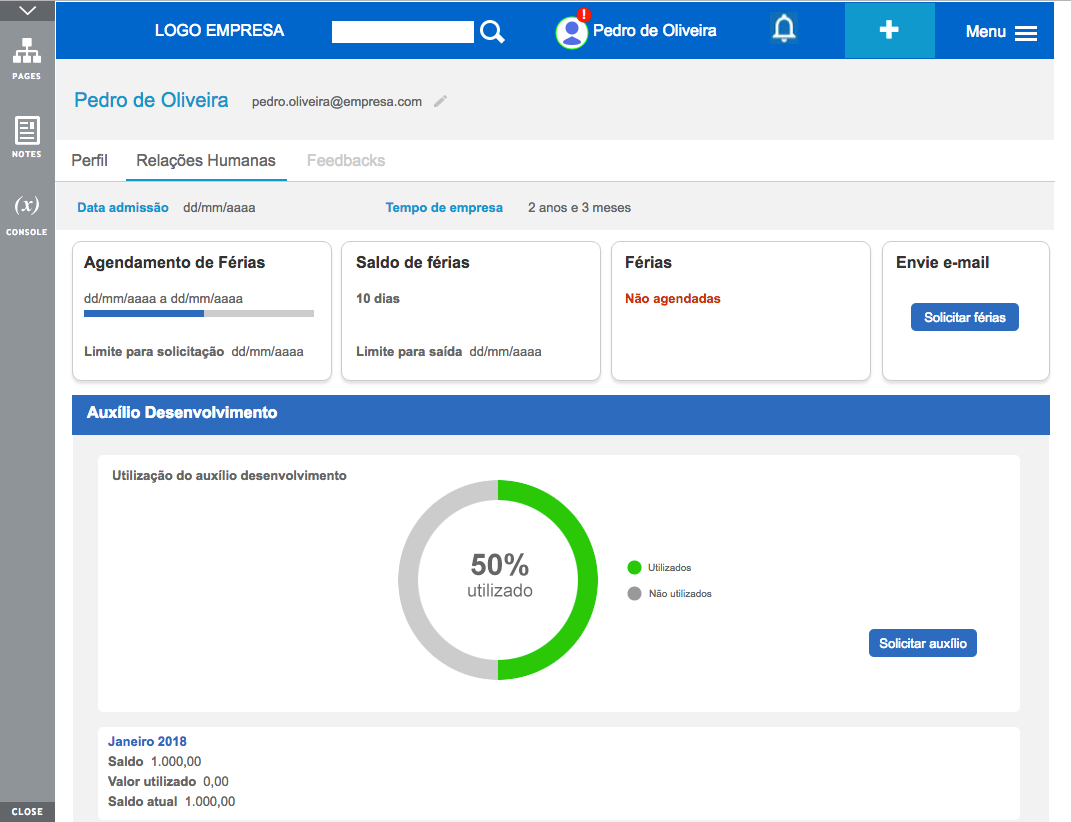 LOGO EMPRESA
!
Pedro de Oliveira
+
Menu
PAGES
NOTES
(x)
CONSOLE
CLOSE
Pedro de Oliveira pedro.oliveira@empresa.com
Perfil Relações Humanas Feedbacks
Data admissão dd/mm/aaaa Tempo de empresa 2 anos e 3 meses
Agendamento de Férias
dd/mm/aaaa a dd/mm/aaaa
Limite para solicitação dd/mm/aaaa
Saldo de férias
10 dias
Limite para saída dd/mm/aaaa
Férias
Não agendadas
Envie e-mail
Solicitar férias
Auxílio Desenvolvimento
Utilização do auxílio desenvolvimento
50%
utilizado
Utilizados
Não utilizados
Solicitar auxílio
Janeiro 2018
Saldo 1.000,00
Valor utilizado 0,00
Saldo atual 1.000,00